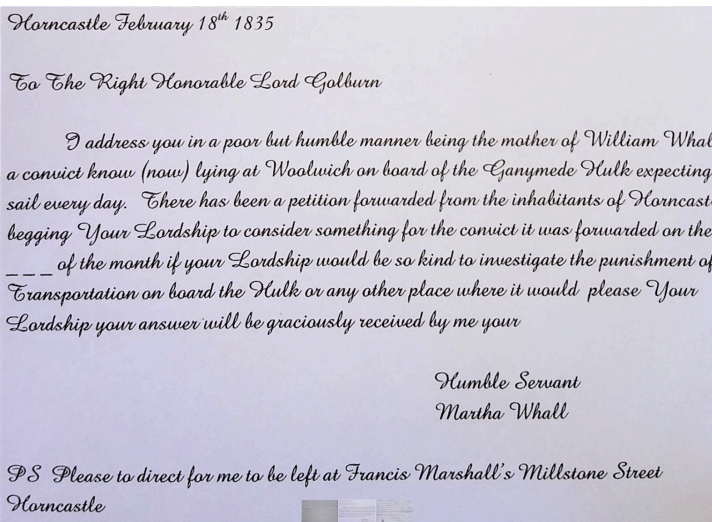 Horncastle February 18th 1835
To The Right Honorable Lord Golburn
I address you in a poor but humble manner being the mother of William Whal
a convict know (now) lying at Woolwich on board of the Ganymede Hulk expecting
sail every day. There has been a petition forwarded from the inhabitants of Horncast
begging Your Lordship to consider something for the convict it was forwarded on the
_ _ _ of the month if your Lordship would be so kind to investigate the punishment of
Transportation on board the Hulk or any other place where it would please Your
Lordship your answer will be graciously received by me your
Humble Servant
Martha Whall
PS Please to direct for me to be left at Francis Marshall's Millstone Street
Horncastle